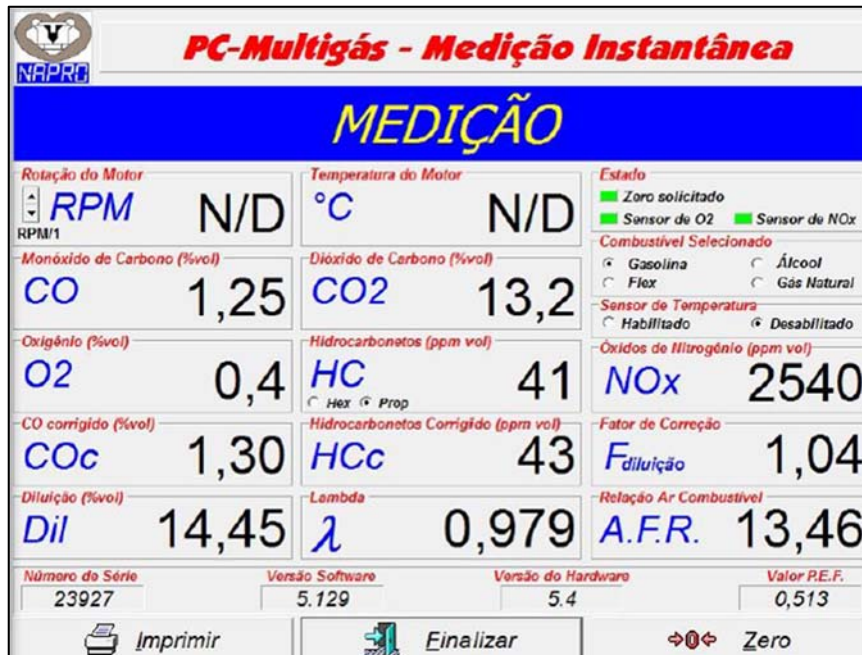 NAPRO
PC-Multigás - Medição Instantânea
MEDIÇÃO
Rotação do Motor
RPM
RPM/1
N/D
Temperatura do Motor
°C
N/D
Estado
Zero solicitado
Sensor de O2 Sensor de NOx
Combustível Selecionado
Gasolina Álcool
Flex Gás Natural
Sensor de Temperatura
Habilitado Desabilitado
Monóxido de Carbono (%vol)
CO 1,25
Dióxido de Carbono (%vol)
CO2 13,2
Oxigênio (%vol)
O2 0,4
Hidrocarbonetos (ppm vol)
HC 41
Hex Prop
Óxidos de Nitrogênio (ppm vol)
NOx 2540
CO corrigido (%vol)
COc 1,30
Hidrocarbonetos Corrigido (ppm vol)
HCc 43
Fator de Correção
Fdiluição 1,04
Diluição (%vol)
Dil 14,45
Lambda
λ 0,979
Relação Ar Combustível
A.F.R. 13,46
Número de Série Versão Software Versão do Hardware Valor P.E.F.
23927 5.129 5.4 0,513
Imprimir Finalizar Zero